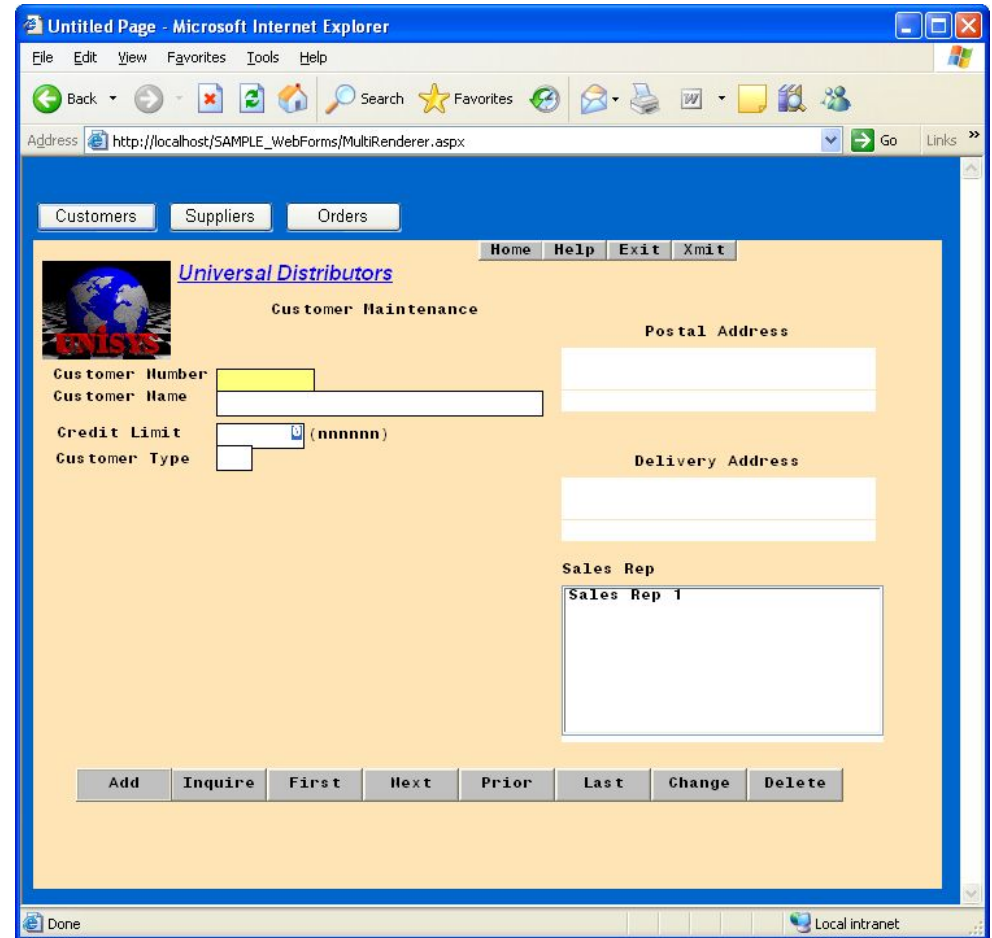 Untitled Page - Microsoft Internet Explorer
File Edit View Favorites Tools Help
Back Search Favorites
Address http://localhost/SAMPLE_WebForms/MultiRenderer.aspx Go Links »
Customers Suppliers Orders
Home Help Exit Xmit
Universal Distributors
UNISYS
Customer Maintenance
Postal Address
Customer Number
Customer Name
Credit Limit (nnnnnn)
Customer Type
Delivery Address
Sales Rep
Sales Rep 1
Add Inquire First Next Prior Last Change Delete
Done Local intranet